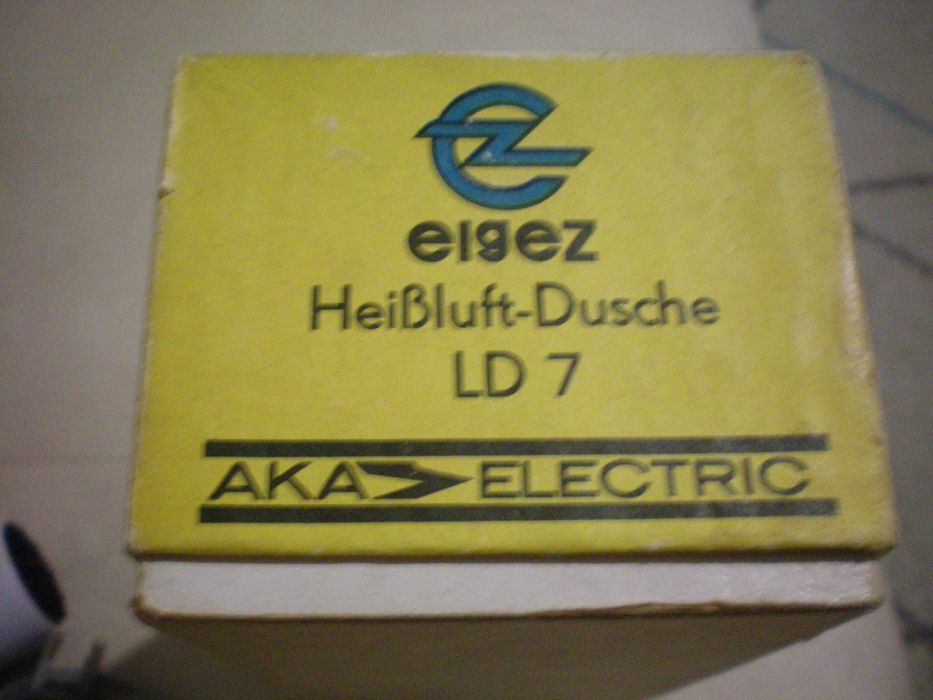 elgez
Heißluft-Dusche
LD 7
AKA ELECTRIC